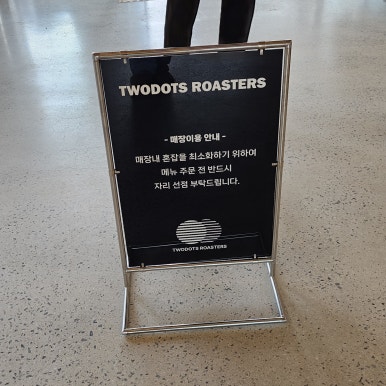 TWODOTS ROASTERS
- 매장이용 안내 -
매장내 혼잡을 최소화하기 위하여
메뉴 주문 전 반드시
자리 선점 부탁드립니다.
TWODOTS ROASTERS